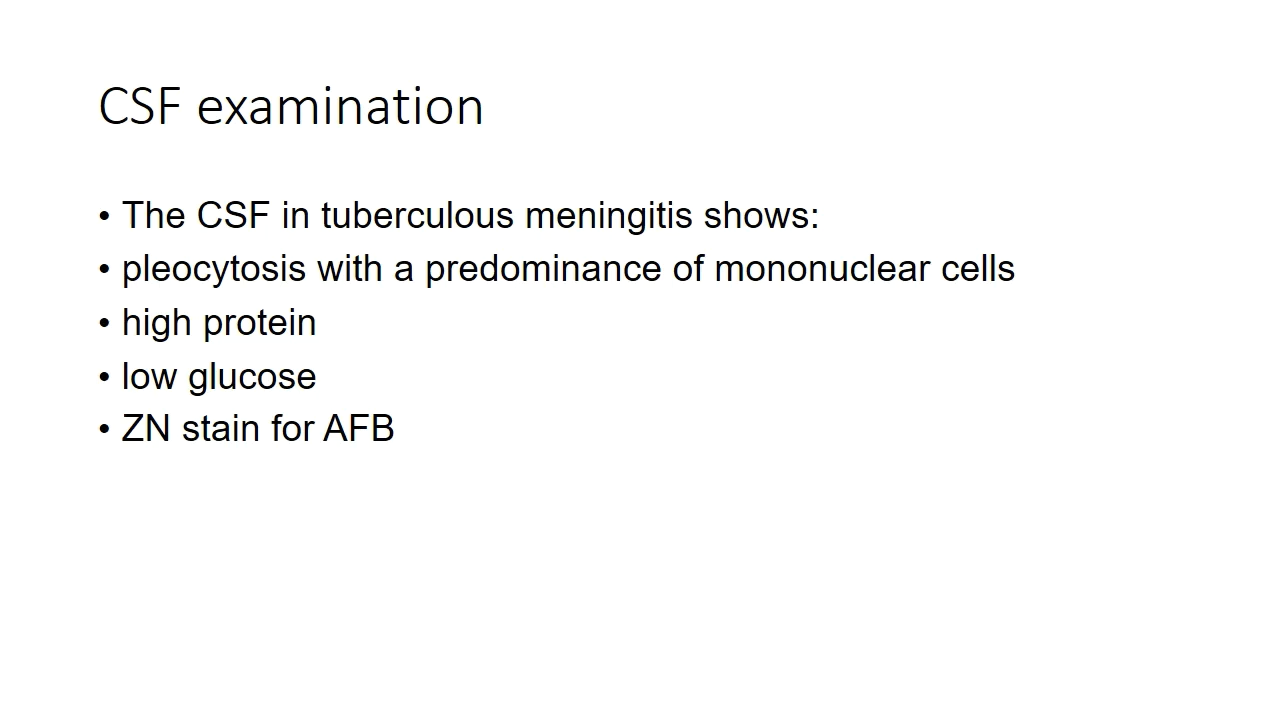 CSF examination
• The CSF in tuberculous meningitis shows:
• pleocytosis with a predominance of mononuclear cells
• high protein
• low glucose
• ZN stain for AFB